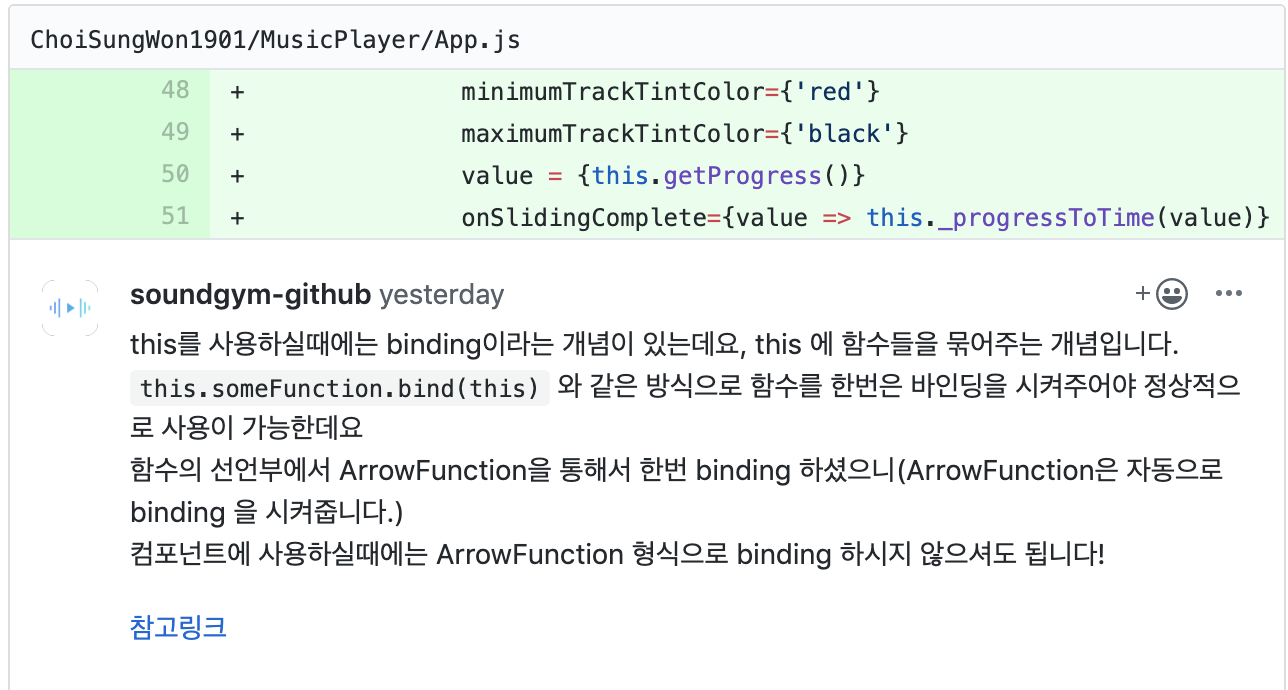 ChoiSungWon1901/MusicPlayer/App.js
48 + minimumTrackTintColor={'red'}
49 + maximumTrackTintColor={'black'}
50 + value = {this.getProgress()}
51 + onSlidingComplete={value => this._progressToTime(value)}
soundgym-github yesterday
this를 사용하실때에는 binding이라는 개념이 있는데요, this 에 함수들을 묶어주는 개념입니다.
this.someFunction.bind(this) 와 같은 방식으로 함수를 한번은 바인딩을 시켜주어야 정상적으
로 사용이 가능한데요
함수의 선언부에서 ArrowFunction을 통해서 한번 binding 하셨으니(ArrowFunction은 자동으로
binding 을 시켜줍니다.)
컴포넌트에 사용하실때에는 ArrowFunction 형식으로 binding 하시지 않으셔도 됩니다!
참고링크